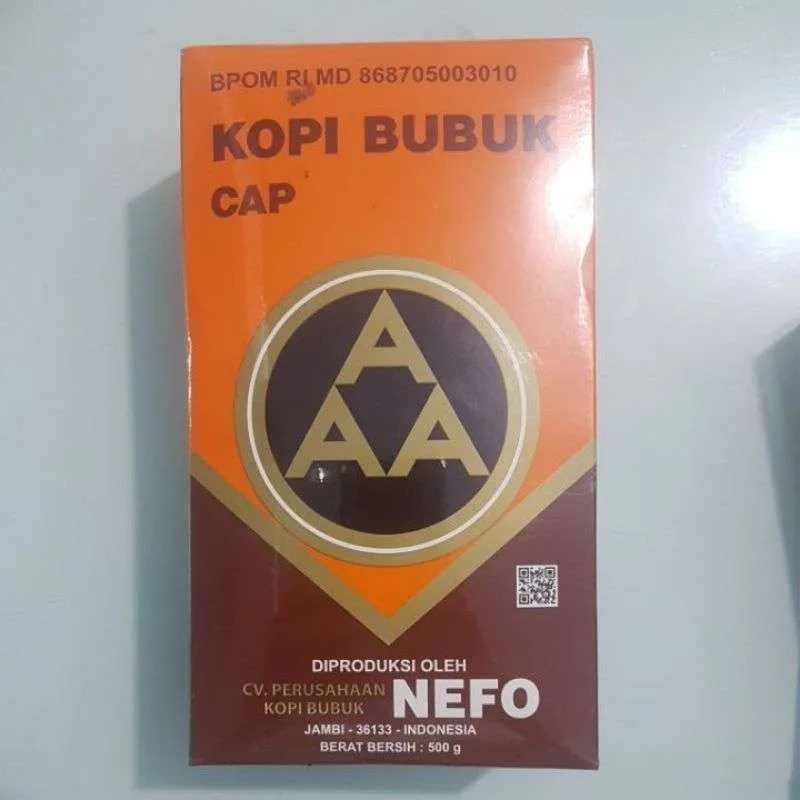 BPOM RI MD 868705003010
KOPI BUBUK
CAP
A
A A
DIPRODUKSI OLEH
CV. PERUSAHAAN
KOPI BUBUK NEFO
JAMBI - 36133 - INDONESIA
BERAT BERSIH : 500 g